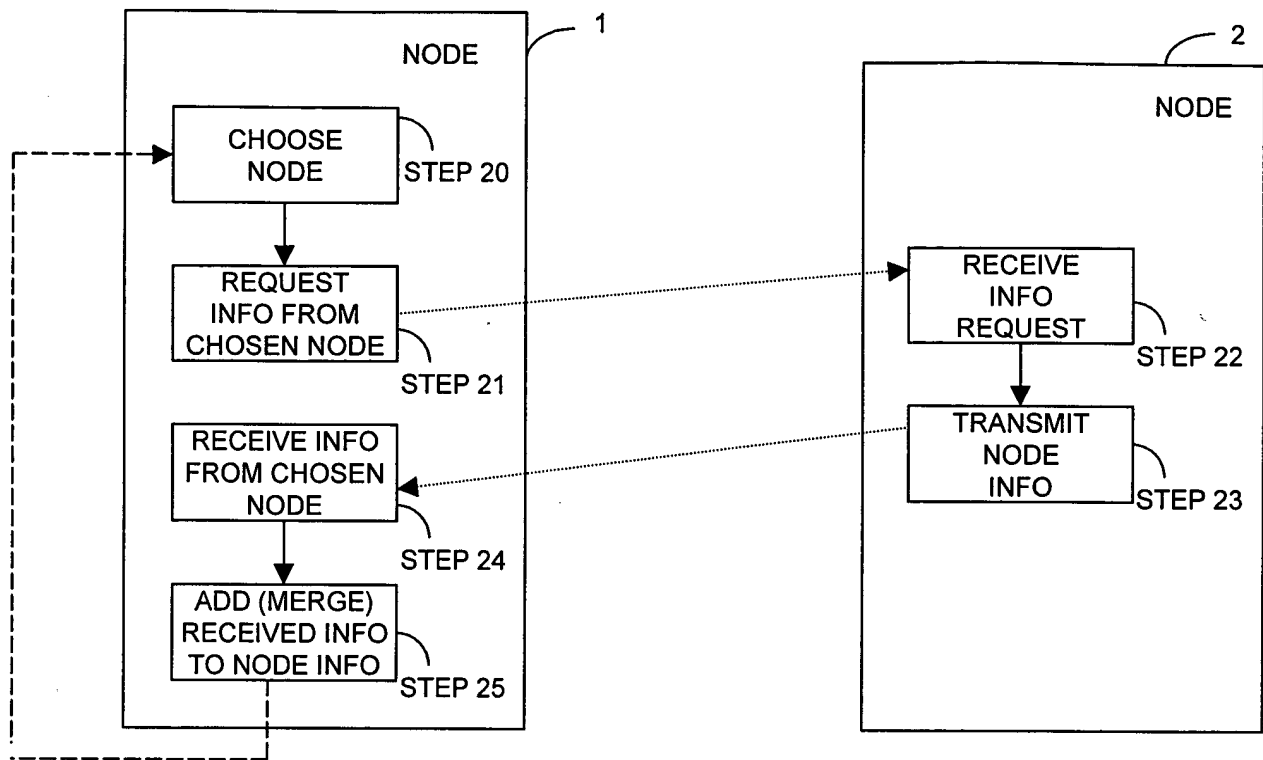 1
NODE
CHOOSE
NODE
STEP 20
REQUEST
INFO FROM
CHOSEN NODE
STEP 21
RECEIVE INFO
FROM CHOSEN
NODE
STEP 24
ADD (MERGE)
RECEIVED INFO
TO NODE INFO
STEP 25
2
NODE
RECEIVE
INFO
REQUEST
STEP 22
TRANSMIT
NODE
INFO
STEP 23